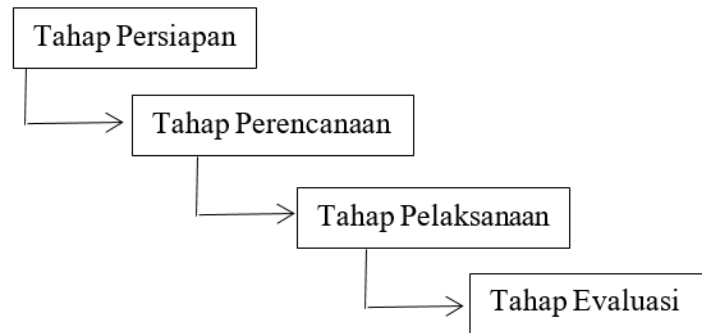 Tahap Persiapan
Tahap Perencanaan
Tahap Pelaksanaan
Tahap Evaluasi